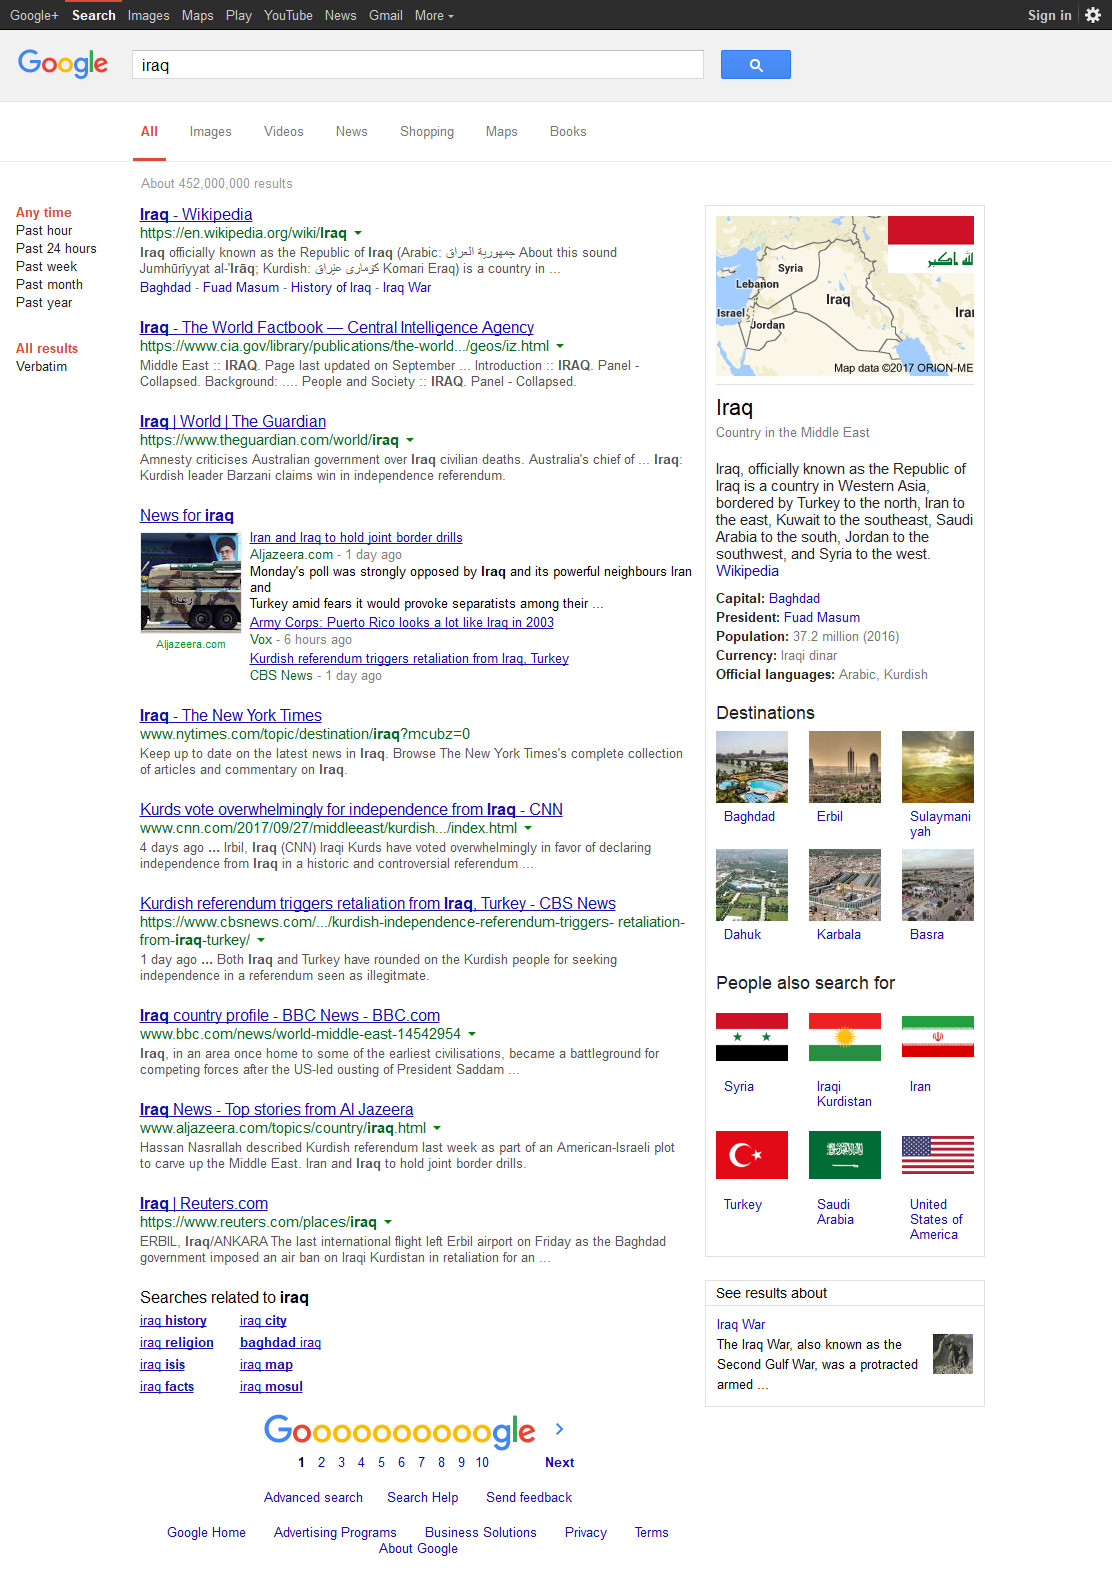 Google+ Search Images Maps Play YouTube News Gmail More Sign in
Google iraq
All Images Videos News Shopping Maps Books
About 452,000,000 results
Any time
Past hour
Past 24 hours
Past week
Past month
Past year
All results
Verbatim
Iraq - Wikipedia
https://en.wikipedia.org/wiki/Iraq
Iraq officially known as the Republic of Iraq (Arabic: جمهورية العراق About this sound
Jumhūrīyyat al-'Irāq; Kurdish: كۆماری عێراق Komari Eraq) is a country in ...
Baghdad - Fuad Masum - History of Iraq - Iraq War
Iraq - The World Factbook — Central Intelligence Agency
https://www.cia.gov/library/publications/the-world.../geos/iz.html
Middle East :: IRAQ. Page last updated on September ... Introduction :: IRAQ. Panel -
Collapsed. Background: .... People and Society :: IRAQ. Panel - Collapsed.
Iraq | World | The Guardian
https://www.theguardian.com/world/iraq
Amnesty criticises Australian government over Iraq civilian deaths. Australia's chief of ... Iraq:
Kurdish leader Barzani claims win in independence referendum.
News for iraq
Iran and Iraq to hold joint border drills
Aljazeera.com - 1 day ago
Monday's poll was strongly opposed by Iraq and its powerful neighbours Iran
and
Turkey amid fears it would provoke separatists among their ...
Army Corps: Puerto Rico looks a lot like Iraq in 2003
Vox - 6 hours ago
Aljazeera.com
Kurdish referendum triggers retaliation from Iraq, Turkey
CBS News - 1 day ago
Iraq - The New York Times
www.nytimes.com/topic/destination/iraq?mcubz=0
Keep up to date on the latest news in Iraq. Browse The New York Times's complete collection
of articles and commentary on Iraq.
Kurds vote overwhelmingly for independence from Iraq - CNN
www.cnn.com/2017/09/27/middleeast/kurdish.../index.html
4 days ago ... Irbil, Iraq (CNN) Iraqi Kurds have voted overwhelmingly in favor of declaring
independence from Iraq in a historic and controversial referendum ...
Kurdish referendum triggers retaliation from Iraq, Turkey - CBS News
https://www.cbsnews.com/.../kurdish-independence-referendum-triggers- retaliation-
from-iraq-turkey/
1 day ago ... Both Iraq and Turkey have rounded on the Kurdish people for seeking
independence in a referendum seen as illegitmate.
Iraq country profile - BBC News - BBC.com
www.bbc.com/news/world-middle-east-14542954
Iraq, in an area once home to some of the earliest civilisations, became a battleground for
competing forces after the US-led ousting of President Saddam ...
Iraq News - Top stories from Al Jazeera
www.aljazeera.com/topics/country/iraq.html
Hassan Nasrallah described Kurdish referendum last week as part of an American-Israeli plot
to carve up the Middle East. Iran and Iraq to hold joint border drills.
Iraq | Reuters.com
https://www.reuters.com/places/iraq
ERBIL, Iraq/ANKARA The last international flight left Erbil airport on Friday as the Baghdad
government imposed an air ban on Iraqi Kurdistan in retaliation for an ...
Searches related to iraq
iraq history iraq city
iraq religion baghdad iraq
iraq isis iraq map
iraq facts iraq mosul
Goooooooooogle
1 2 3 4 5 6 7 8 9 10 Next
Advanced search Search Help Send feedback
Google Home Advertising Programs Business Solutions Privacy Terms
About Google
Syria
Lebanon
Iraq
Israel
Iran
Jordan
الله اكبر
Map data ©2017 ORION-ME
Iraq
Country in the Middle East
Iraq, officially known as the Republic of
Iraq is a country in Western Asia,
bordered by Turkey to the north, Iran to
the east, Kuwait to the southeast, Saudi
Arabia to the south, Jordan to the
southwest, and Syria to the west.
Wikipedia
Capital: Baghdad
President: Fuad Masum
Population: 37.2 million (2016)
Currency: Iraqi dinar
Official languages: Arabic, Kurdish
Destinations
Baghdad Erbil Sulaymani
yah
Dahuk Karbala Basra
People also search for
Syria Iraqi Iran
Kurdistan
Turkey Saudi United
Arabia States of
America
See results about
Iraq War
The Iraq War, also known as the
Second Gulf War, was a protracted
armed ...